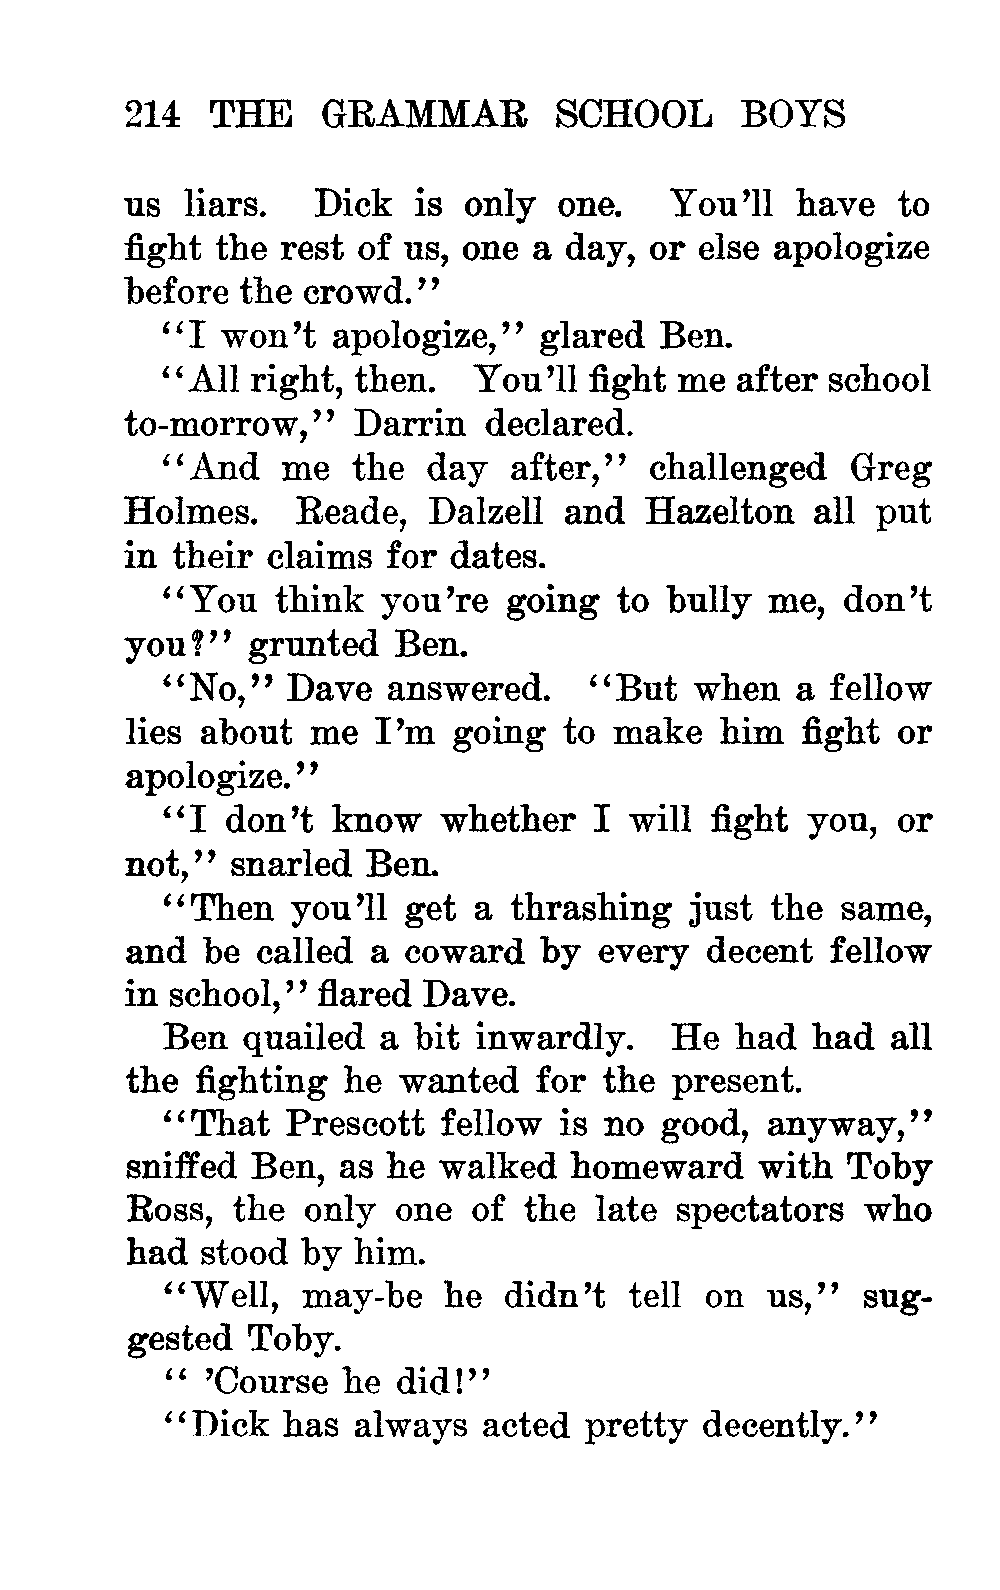 214 THE GRAMMAR SCHOOL BOYS
us liars. Dick is only one. You'll have to
fight the rest of us, one a day, or else apologize
before the crowd."
"I won't apologize," glared Ben.
"All right, then. You'll fight me after school
to-morrow," Darrin declared.
"And me the day after," challenged Greg
Holmes. Reade, Dalzell and Hazelton all put
in their claims for dates.
"You think you're going to bully me, don't
you?" grunted Ben.
"No," Dave answered. "But when a fellow
lies about me I'm going to make him fight or
apologize."
"I don't know whether I will fight you, or
not," snarled Ben.
"Then you'll get a thrashing just the same,
and be called a coward by every decent fellow
in school," flared Dave.
Ben quailed a bit inwardly. He had had all
the fighting he wanted for the present.
"That Prescott fellow is no good, anyway,"
sniffed Ben, as he walked homeward with Toby
Ross, the only one of the late spectators who
had stood by him.
"Well, may-be he didn't tell on us," sug-
gested Toby.
" 'Course he did!"
"Dick has always acted pretty decently."